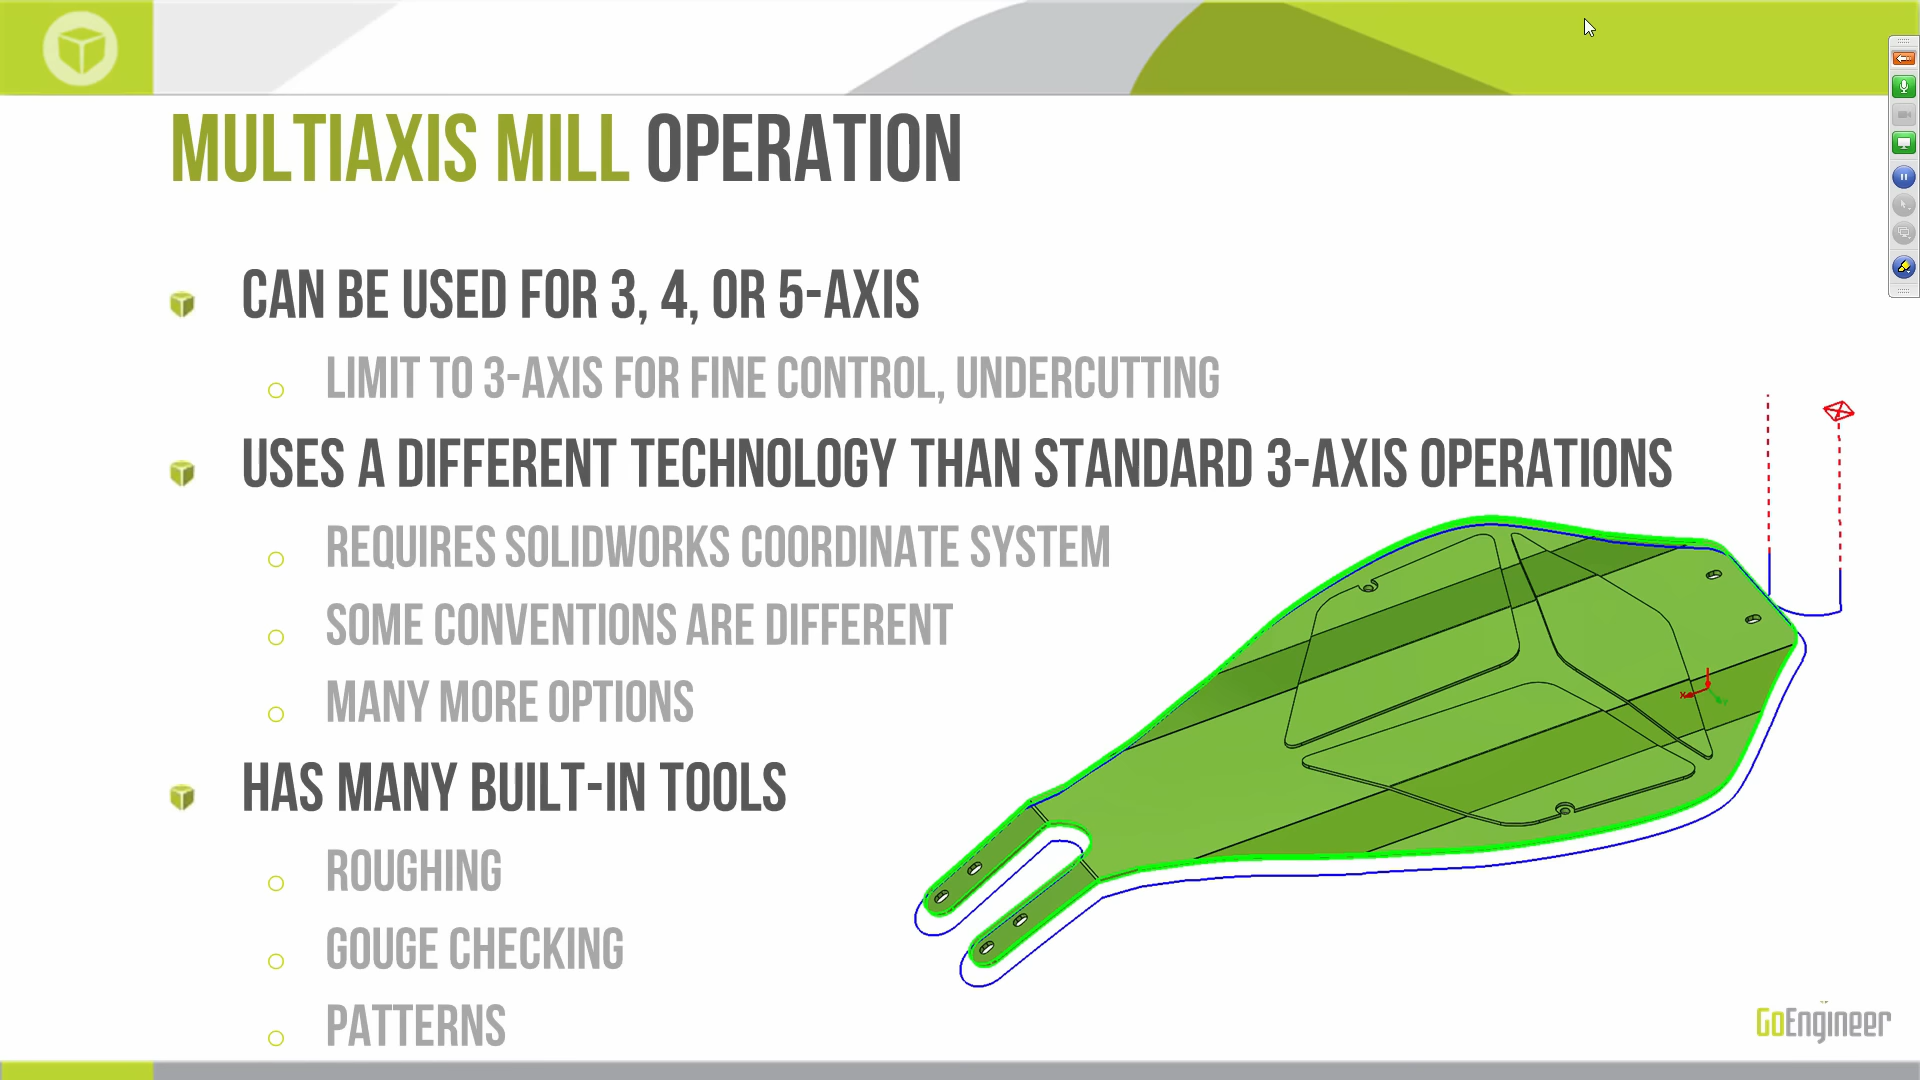 MULTIAXIS MILL OPERATION
CAN BE USED FOR 3, 4, OR 5-AXIS
LIMIT TO 3-AXIS FOR FINE CONTROL, UNDERCUTTING
USES A DIFFERENT TECHNOLOGY THAN STANDARD 3-AXIS OPERATIONS
REQUIRES SOLIDWORKS COORDINATE SYSTEM
SOME CONVENTIONS ARE DIFFERENT
MANY MORE OPTIONS
HAS MANY BUILT-IN TOOLS
ROUGHING
GOUGE CHECKING
PATTERNS
GoEngineer